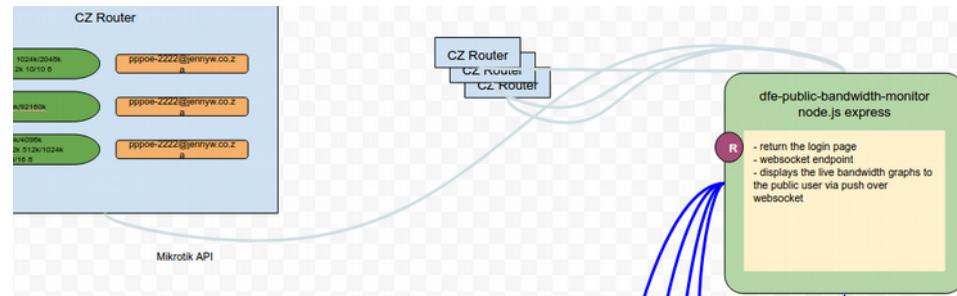 CZ Router
1024k/2048k
2k 10/10 8
pppoe-2222@jennyw.co.z
a
k/92160k
pppoe-2222@jennyw.co.z
a
k/4096k
2k 512k/1024k
/16 8
pppoe-2222@jennyw.co.z
a
Mikrotik API
CZ Router
CZ Router
CZ Router
dfe-public-bandwidth-monitor
node.js express
R
- return the login page
- websocket endpoint
- displays the live bandwidth graphs to
the public user via push over
websocket